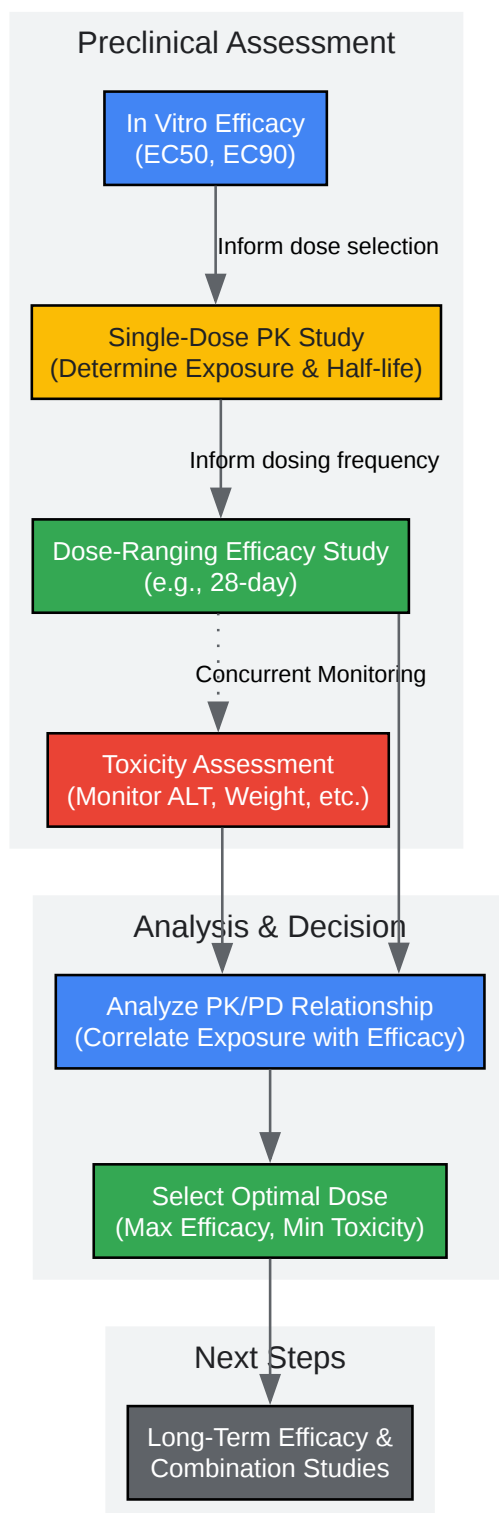 Preclinical Assessment
In Vitro Efficacy
(EC50, EC90)
Inform dose selection
Single-Dose PK Study
(Determine Exposure & Half-life)
Inform dosing frequency
Dose-Ranging Efficacy Study
(e.g., 28-day)
Concurrent Monitoring
Toxicity Assessment
(Monitor ALT, Weight, etc.)
Analysis & Decision
Analyze PK/PD Relationship
(Correlate Exposure with Efficacy)
Select Optimal Dose
(Max Efficacy, Min Toxicity)
Next Steps
Long-Term Efficacy &
Combination Studies